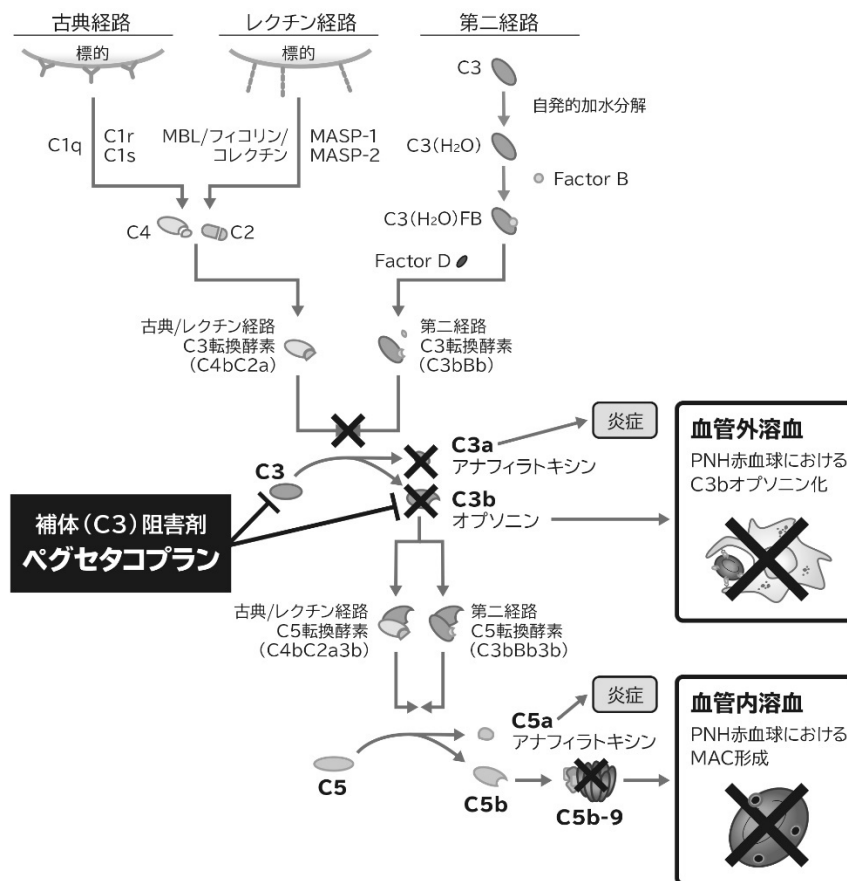 古典経路
標的
レクチン経路
標的
第二経路
C3
自発的加水分解
C3(H₂O)
Factor B
C3(H₂O)FB
Factor D
C1q
C1r
C1s
MBL/フィコリン/
コレクチン
MASP-1
MASP-2
C4
C2
古典/レクチン経路
C3転換酵素
(C4bC2a)
第二経路
C3転換酵素
(C3bBb)
C3
C3a
アナフィラトキシン
炎症
C3b
オプソニン
補体(C3)阻害剤
ペグセタコプラン
血管外溶血
PNH赤血球における
C3bオプソニン化
古典/レクチン経路
C5転換酵素
(C4bC2a3b)
第二経路
C5転換酵素
(C3bBb3b)
C5
C5a
アナフィラトキシン
炎症
C5b
C5b-9
血管内溶血
PNH赤血球における
MAC形成